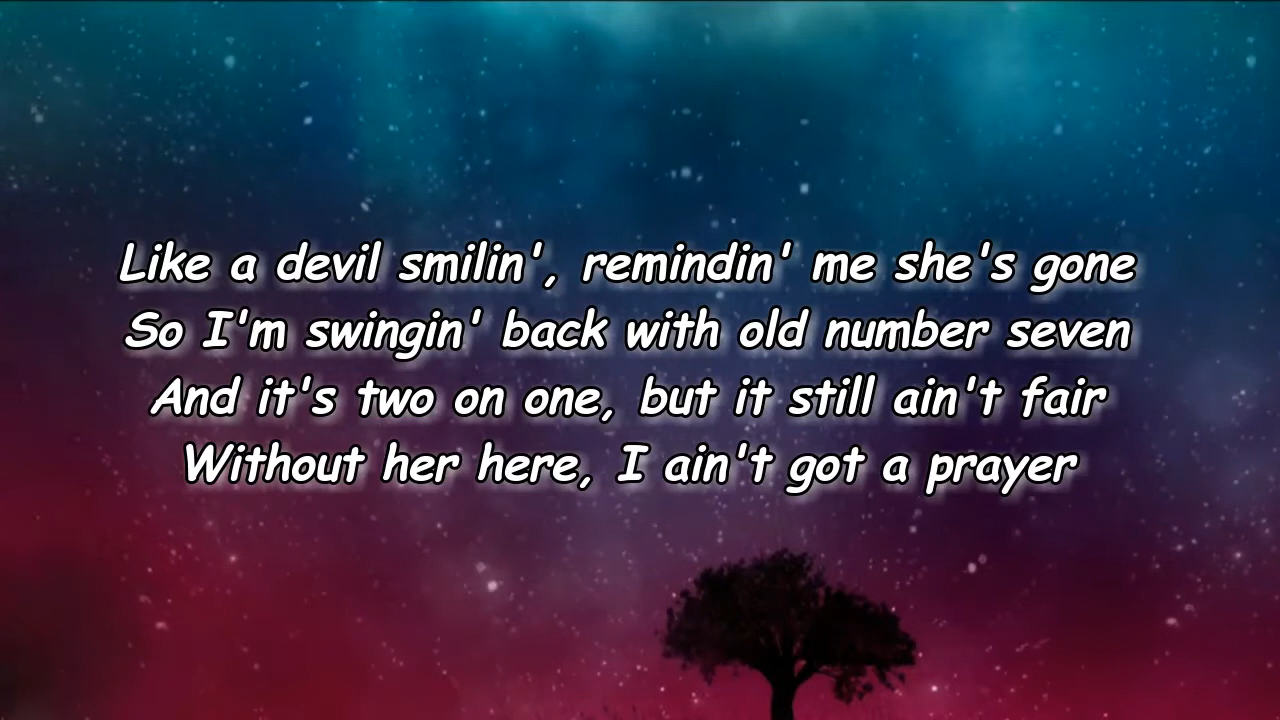 Like a devil smilin', remindin' me she's gone
So I'm swingin' back with old number seven
And it's two on one, but it still ain't fair
Without her here, I ain't got a prayer